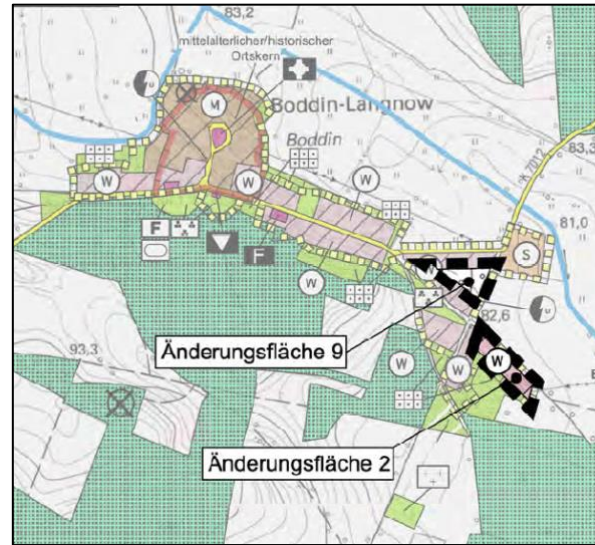 83,2
mittelalterlicher/historischer
Ortskern
M
Boddin-Langnow
Boddin
W
W
W
K 7012
83,3
81,0
F
F
S
W
W
82,6
Änderungsfläche 9
93,3
W
W
W
Änderungsfläche 2